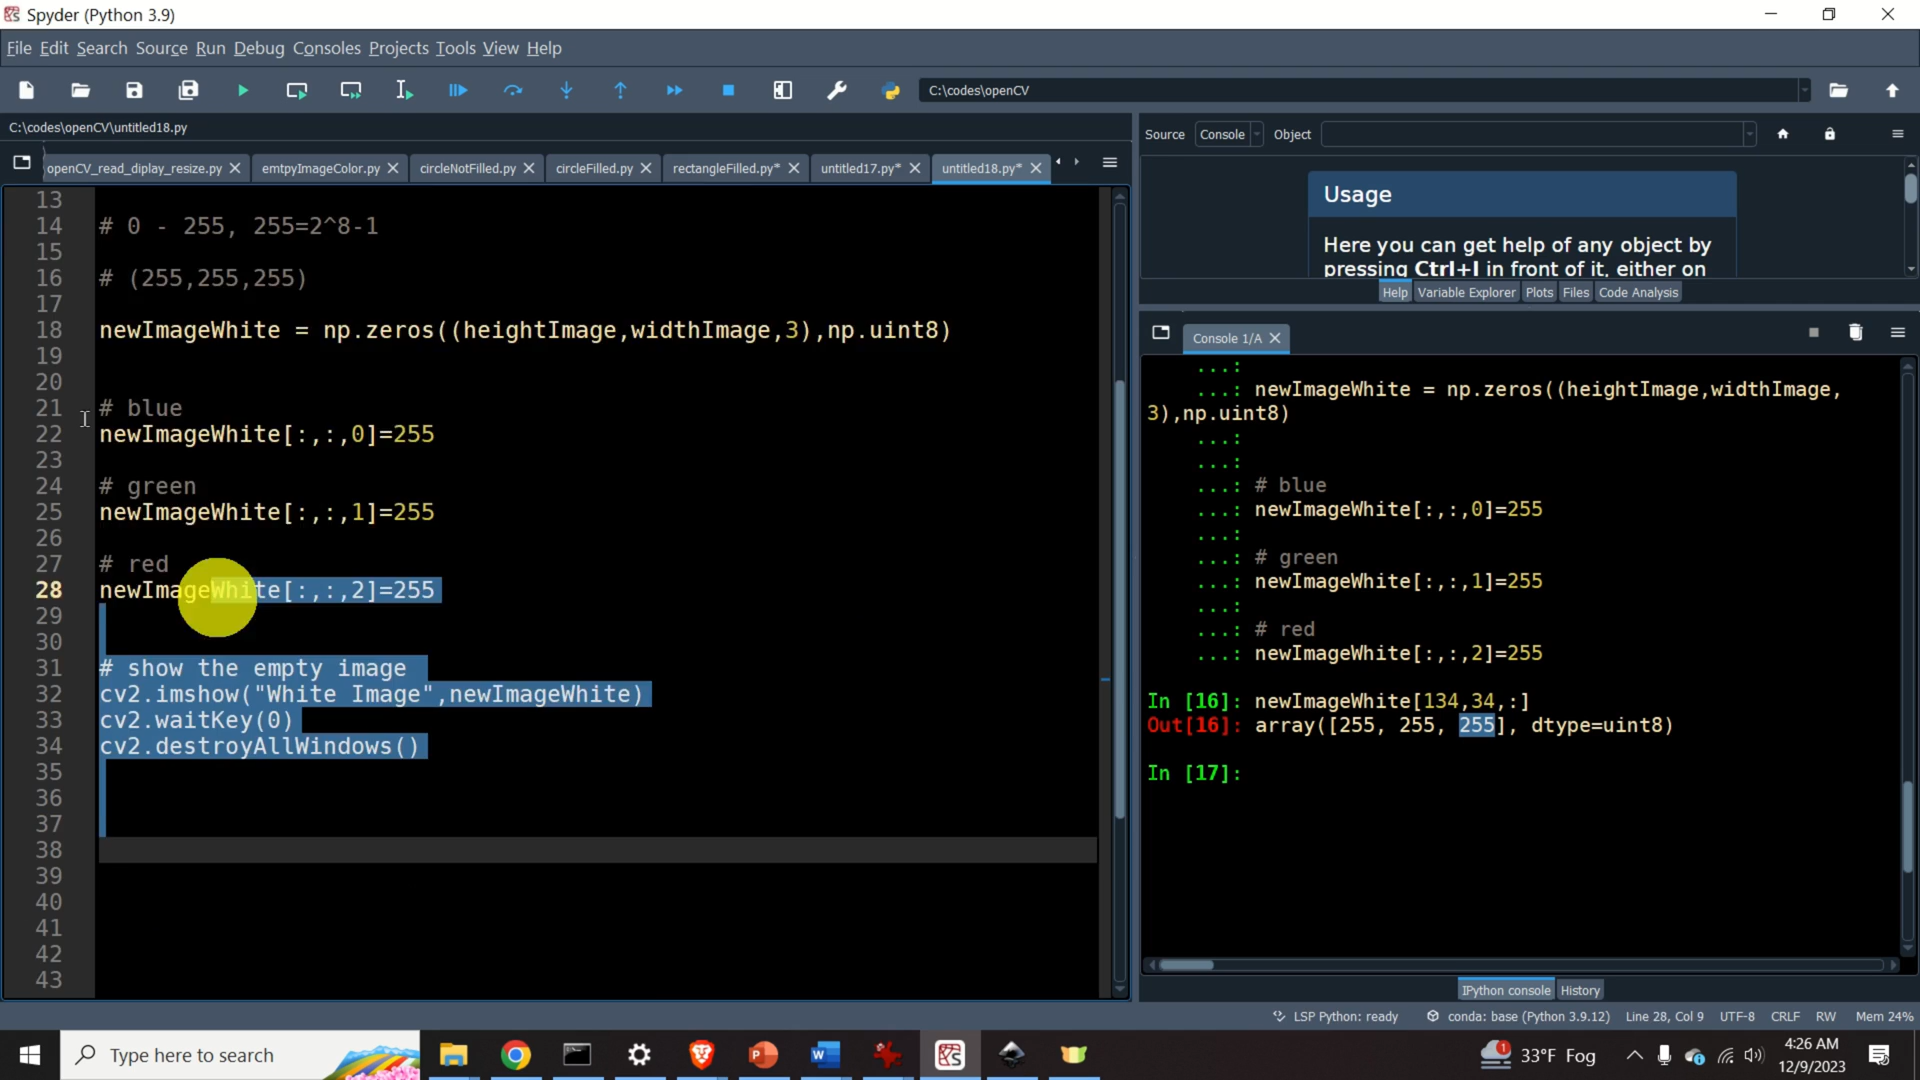 Spyder (Python 3.9)
File Edit Search Source Run Debug Consoles Projects Tools View Help
C:\codes\openCV
C:\codes\openCV\untitled18.py
openCV_read_diplay_resize.py emtpyImageColor.py circleNotFilled.py circleFilled.py rectangleFilled.py* untitled17.py* untitled18.py*
13
14 # 0 - 255, 255=2^8-1
15
16 # (255,255,255)
17
18 newImageWhite = np.zeros((heightImage,widthImage,3),np.uint8)
19
20
21 # blue
22 newImageWhite[:,:,0]=255
23
24 # green
25 newImageWhite[:,:,1]=255
26
27 # red
28 newImageWhite[:,:,2]=255
29
30
31 # show the empty image
32 cv2.imshow("White Image",newImageWhite)
33 cv2.waitKey(0)
34 cv2.destroyAllWindows()
35
36
37
38
39
40
41
42
43
Source Console Object
Usage
Here you can get help of any object by
pressing Ctrl+I in front of it, either on
Help Variable Explorer Plots Files Code Analysis
Console 1/A
...:
...: newImageWhite = np.zeros((heightImage,widthImage,
3),np.uint8)
...:
...:
...: # blue
...: newImageWhite[:,:,0]=255
...:
...: # green
...: newImageWhite[:,:,1]=255
...:
...: # red
...: newImageWhite[:,:,2]=255
In [16]: newImageWhite[134,34,:]
Out[16]: array([255, 255, 255], dtype=uint8)
In [17]:
IPython console History
LSP Python: ready conda: base (Python 3.9.12) Line 28, Col 9 UTF-8 CRLF RW Mem 24%
Type here to search
1
33°F Fog
4:26 AM
12/9/2023